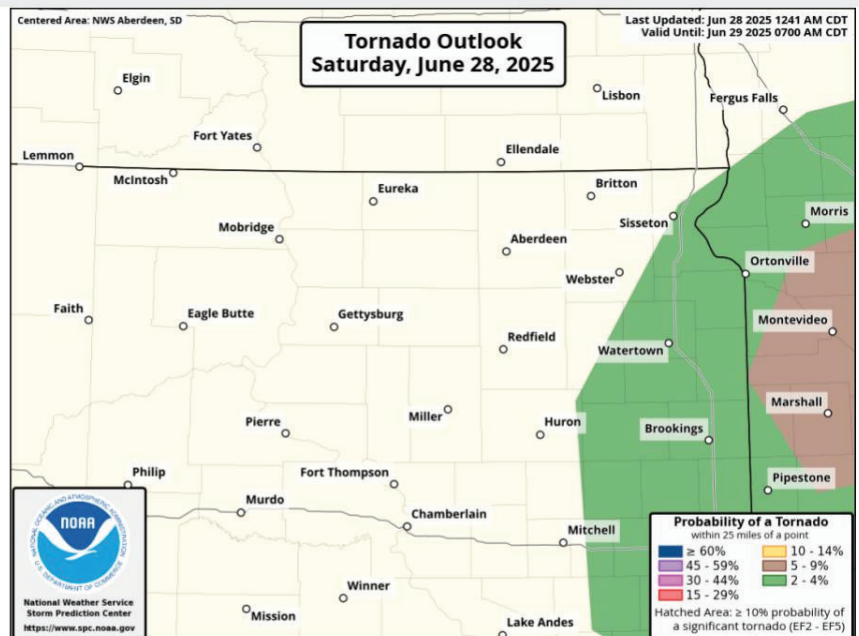 Centered Area: NWS Aberdeen, SD
Last Updated: Jun 28 2025 1241 AM CDT
Valid Until: Jun 29 2025 0700 AM CDT
Tornado Outlook
Saturday, June 28, 2025
Elgin
Lisbon
Fergus Falls
Fort Yates
Lemmon
Ellendale
McIntosh
Britton
Eureka
Morris
Sisseton
Mobridge
Aberdeen
Ortonville
Webster
Faith
Eagle Butte
Gettysburg
Montevideo
Redfield
Watertown
Marshall
Miller
Pierre
Huron
Brookings
Philip
Fort Thompson
Pipestone
Murdo
Chamberlain
Mitchell
Winner
Mission
Lake Andes
NATIONAL OCEANIC AND ATMOSPHERIC ADMINISTRATION
NOAA
U.S. DEPARTMENT OF COMMERCE
National Weather Service
Storm Prediction Center
https://www.spc.noaa.gov
Probability of a Tornado
within 25 miles of a point
≥ 60%
45 - 59%
30 - 44%
15 - 29%
10 - 14%
5 - 9%
2 - 4%
Hatched Area: ≥ 10% probability of
a significant tornado (EF2 - EF5)